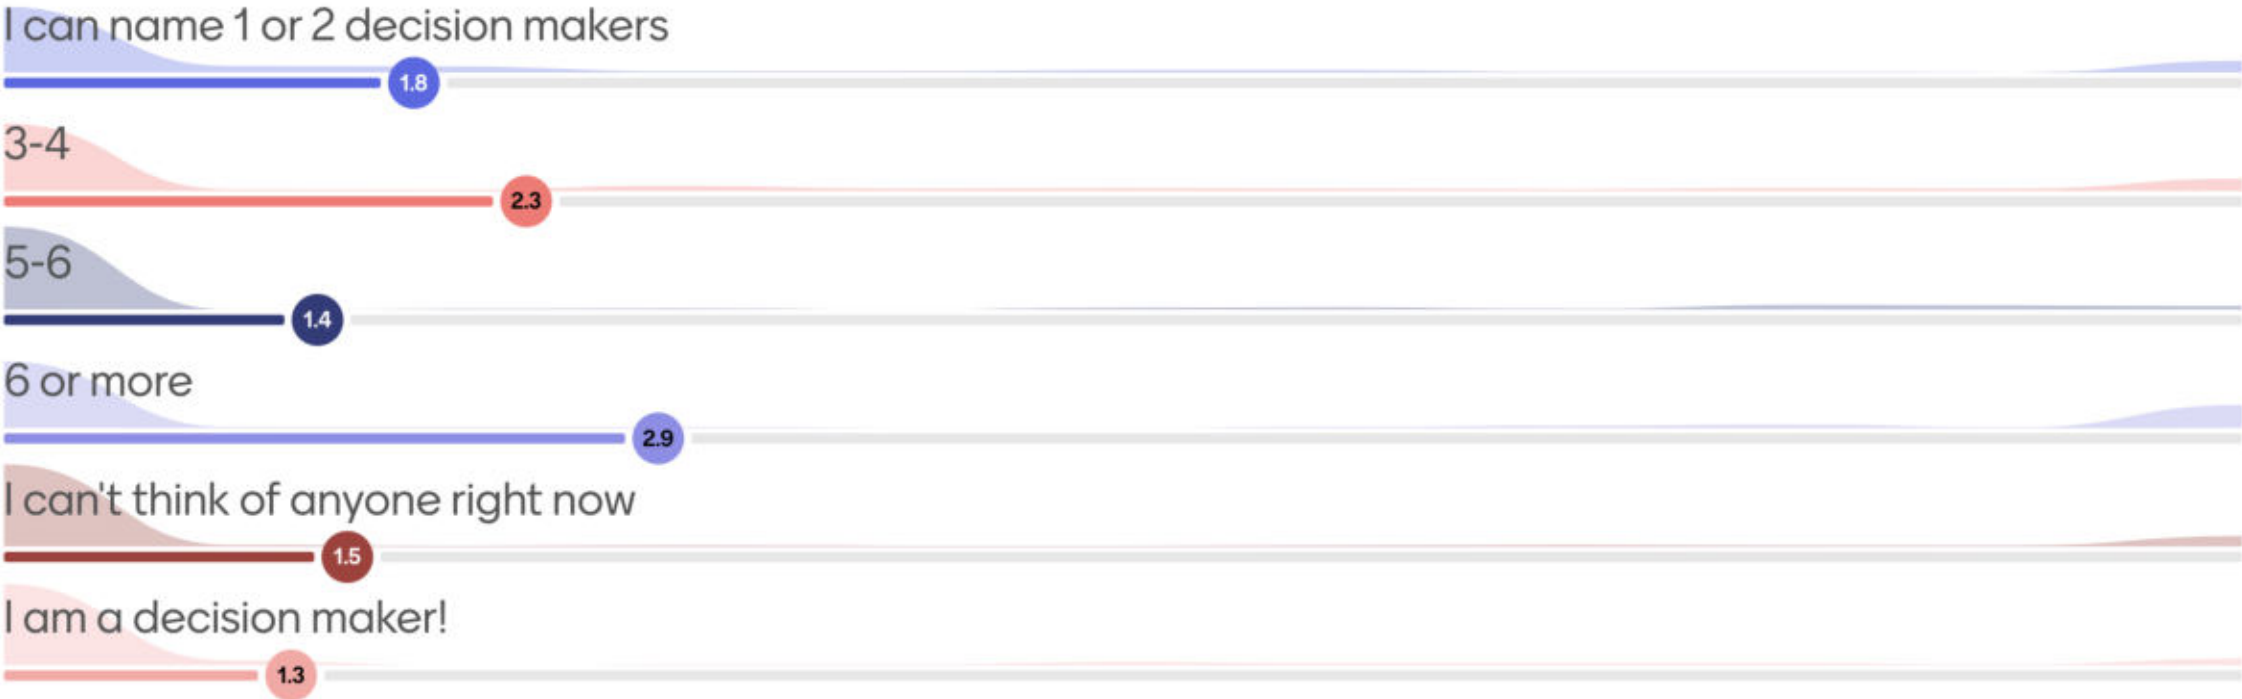 I can name 1 or 2 decision makers
1.8
3-4
2.3
5-6
1.4
6 or more
2.9
I can't think of anyone right now
1.5
I am a decision maker!
1.3